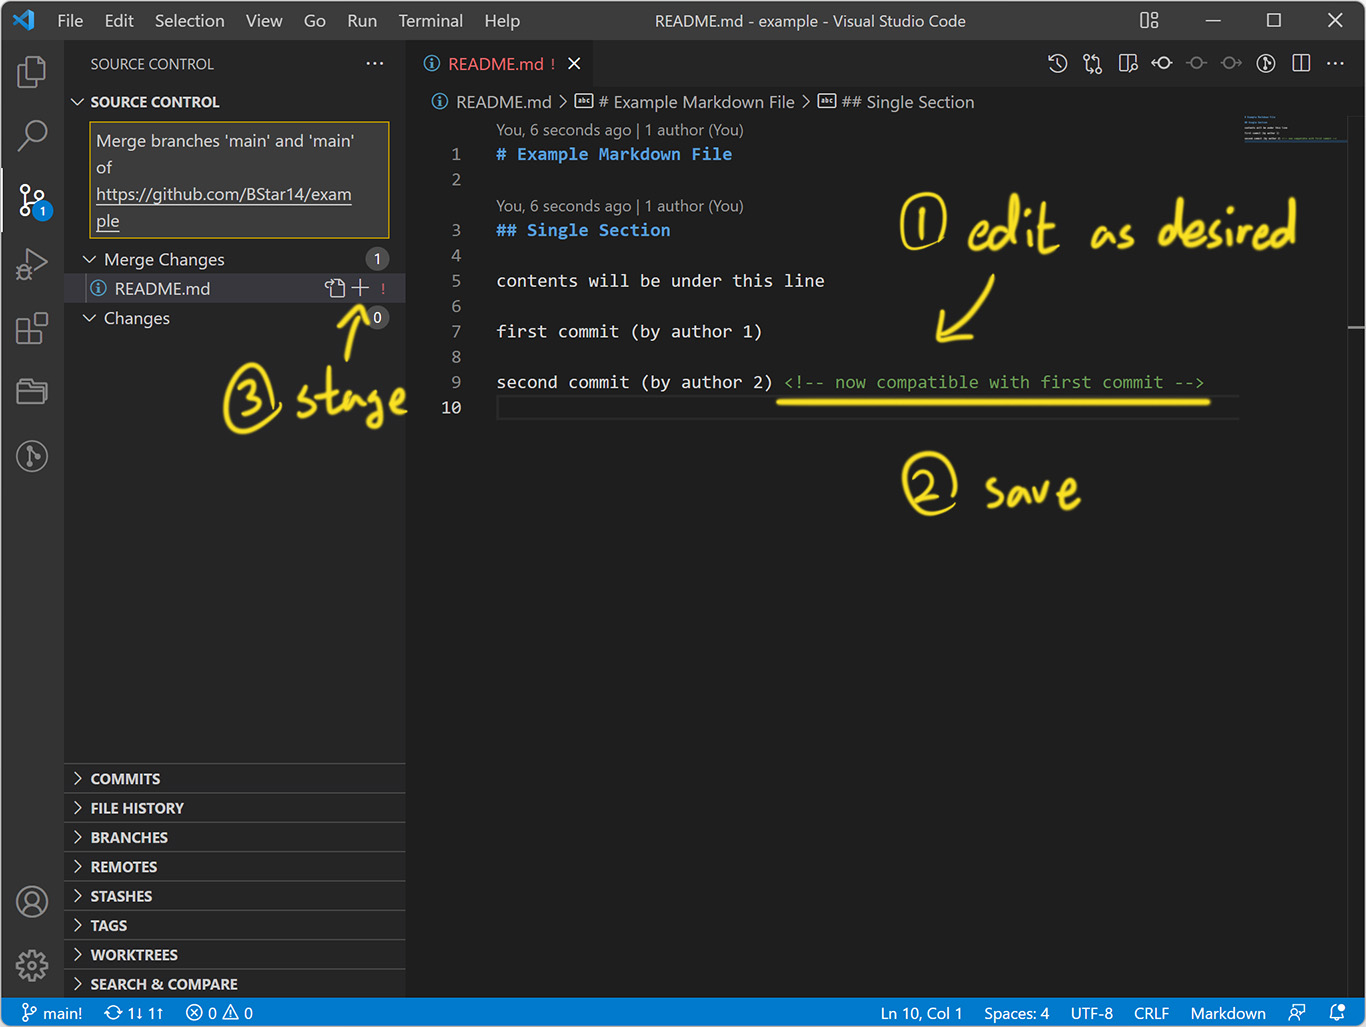 File Edit Selection View Go Run Terminal Help
README.md - example - Visual Studio Code
SOURCE CONTROL
SOURCE CONTROL
Merge branches 'main' and 'main'
of
https://github.com/BStar14/exam
ple
Merge Changes 1
README.md !
Changes 0
③ stage
COMMITS
FILE HISTORY
BRANCHES
REMOTES
STASHES
TAGS
WORKTREES
SEARCH & COMPARE
README.md !
README.md > # Example Markdown File > ## Single Section
You, 6 seconds ago | 1 author (You)
1 # Example Markdown File
2
You, 6 seconds ago | 1 author (You)
3 ## Single Section
4
5 contents will be under this line
6
7 first commit (by author 1)
8
9 second commit (by author 2) <!-- now compatible with first commit -->
10
① edit as desired
② save
1
main! 1↓ 1↑ 0 0
Ln 10, Col 1 Spaces: 4 UTF-8 CRLF Markdown